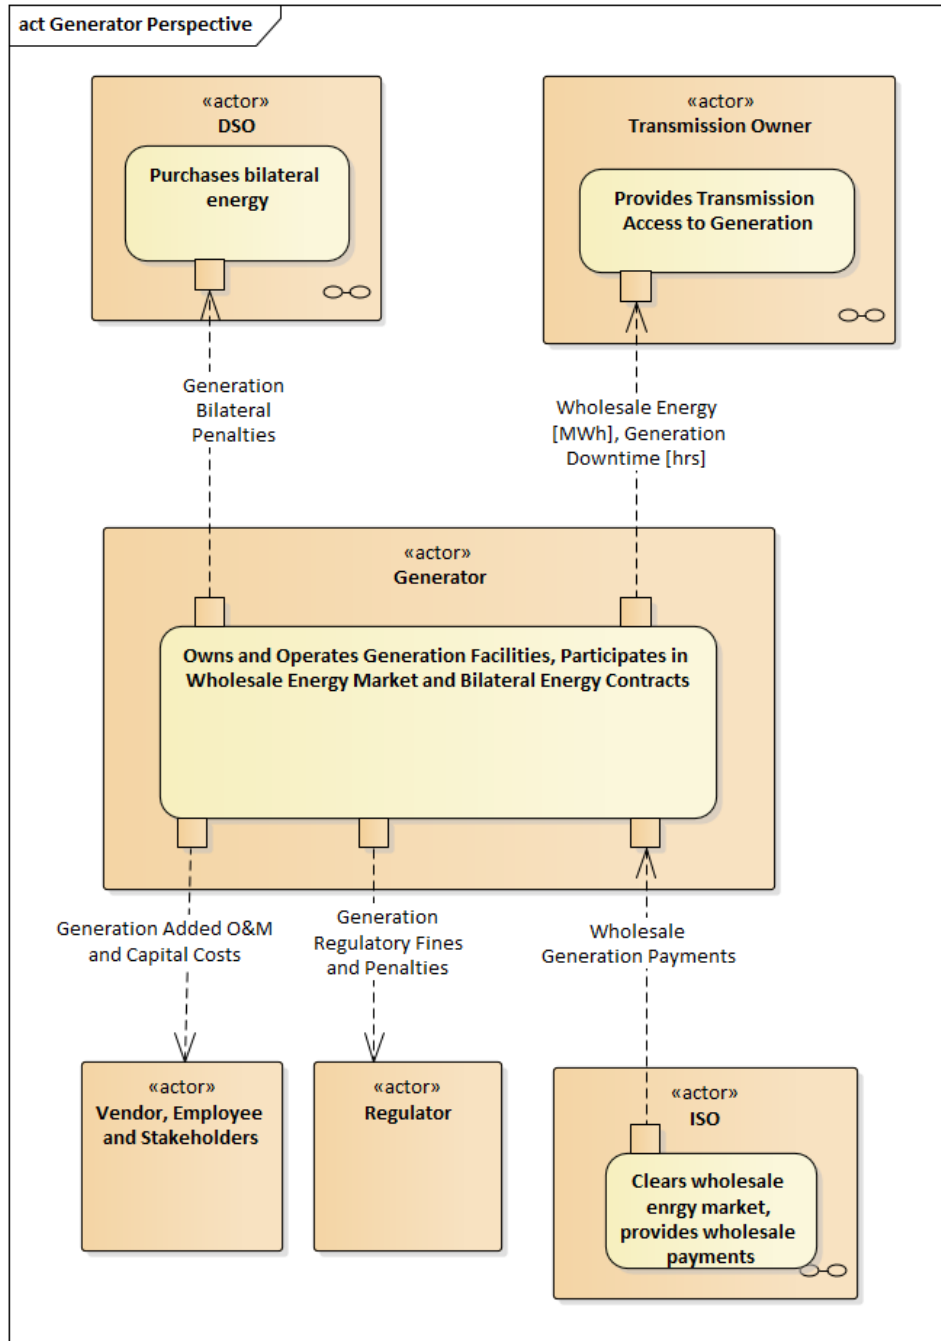 act Generator Perspective
«actor»
DSO
Purchases bilateral
energy
«actor»
Transmission Owner
Provides Transmission
Access to Generation
Generation
Bilateral
Penalties
Wholesale Energy
[MWh], Generation
Downtime [hrs]
«actor»
Generator
Owns and Operates Generation Facilities, Participates in
Wholesale Energy Market and Bilateral Energy Contracts
Generation Added O&M
and Capital Costs
Generation
Regulatory Fines
and Penalties
Wholesale
Generation Payments
«actor»
Vendor, Employee
and Stakeholders
«actor»
Regulator
«actor»
ISO
Clears wholesale
enrgy market,
provides wholesale
payments